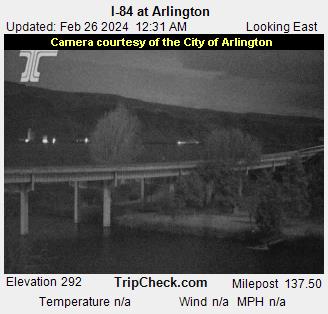 I-84 at Arlington
Updated: Feb 26 2024 12:31 AM Looking East
Camera courtesy of the City of Arlington
Elevation 292 TripCheck.com Milepost 137.50
Temperature n/a Wind n/a MPH n/a